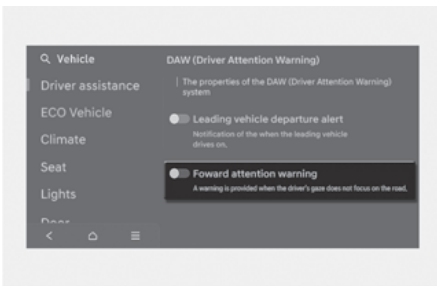 Vehicle
Driver assistance
ECO Vehicle
Climate
Seat
Lights
Door
DAW (Driver Attention Warning)
The properties of the DAW (Driver Attention Warning)
system
Leading vehicle departure alert
Notification of the when the leading vehicle
drives on.
Foward attention warning
A warning is provided when the driver's gaze does not focus on the road.